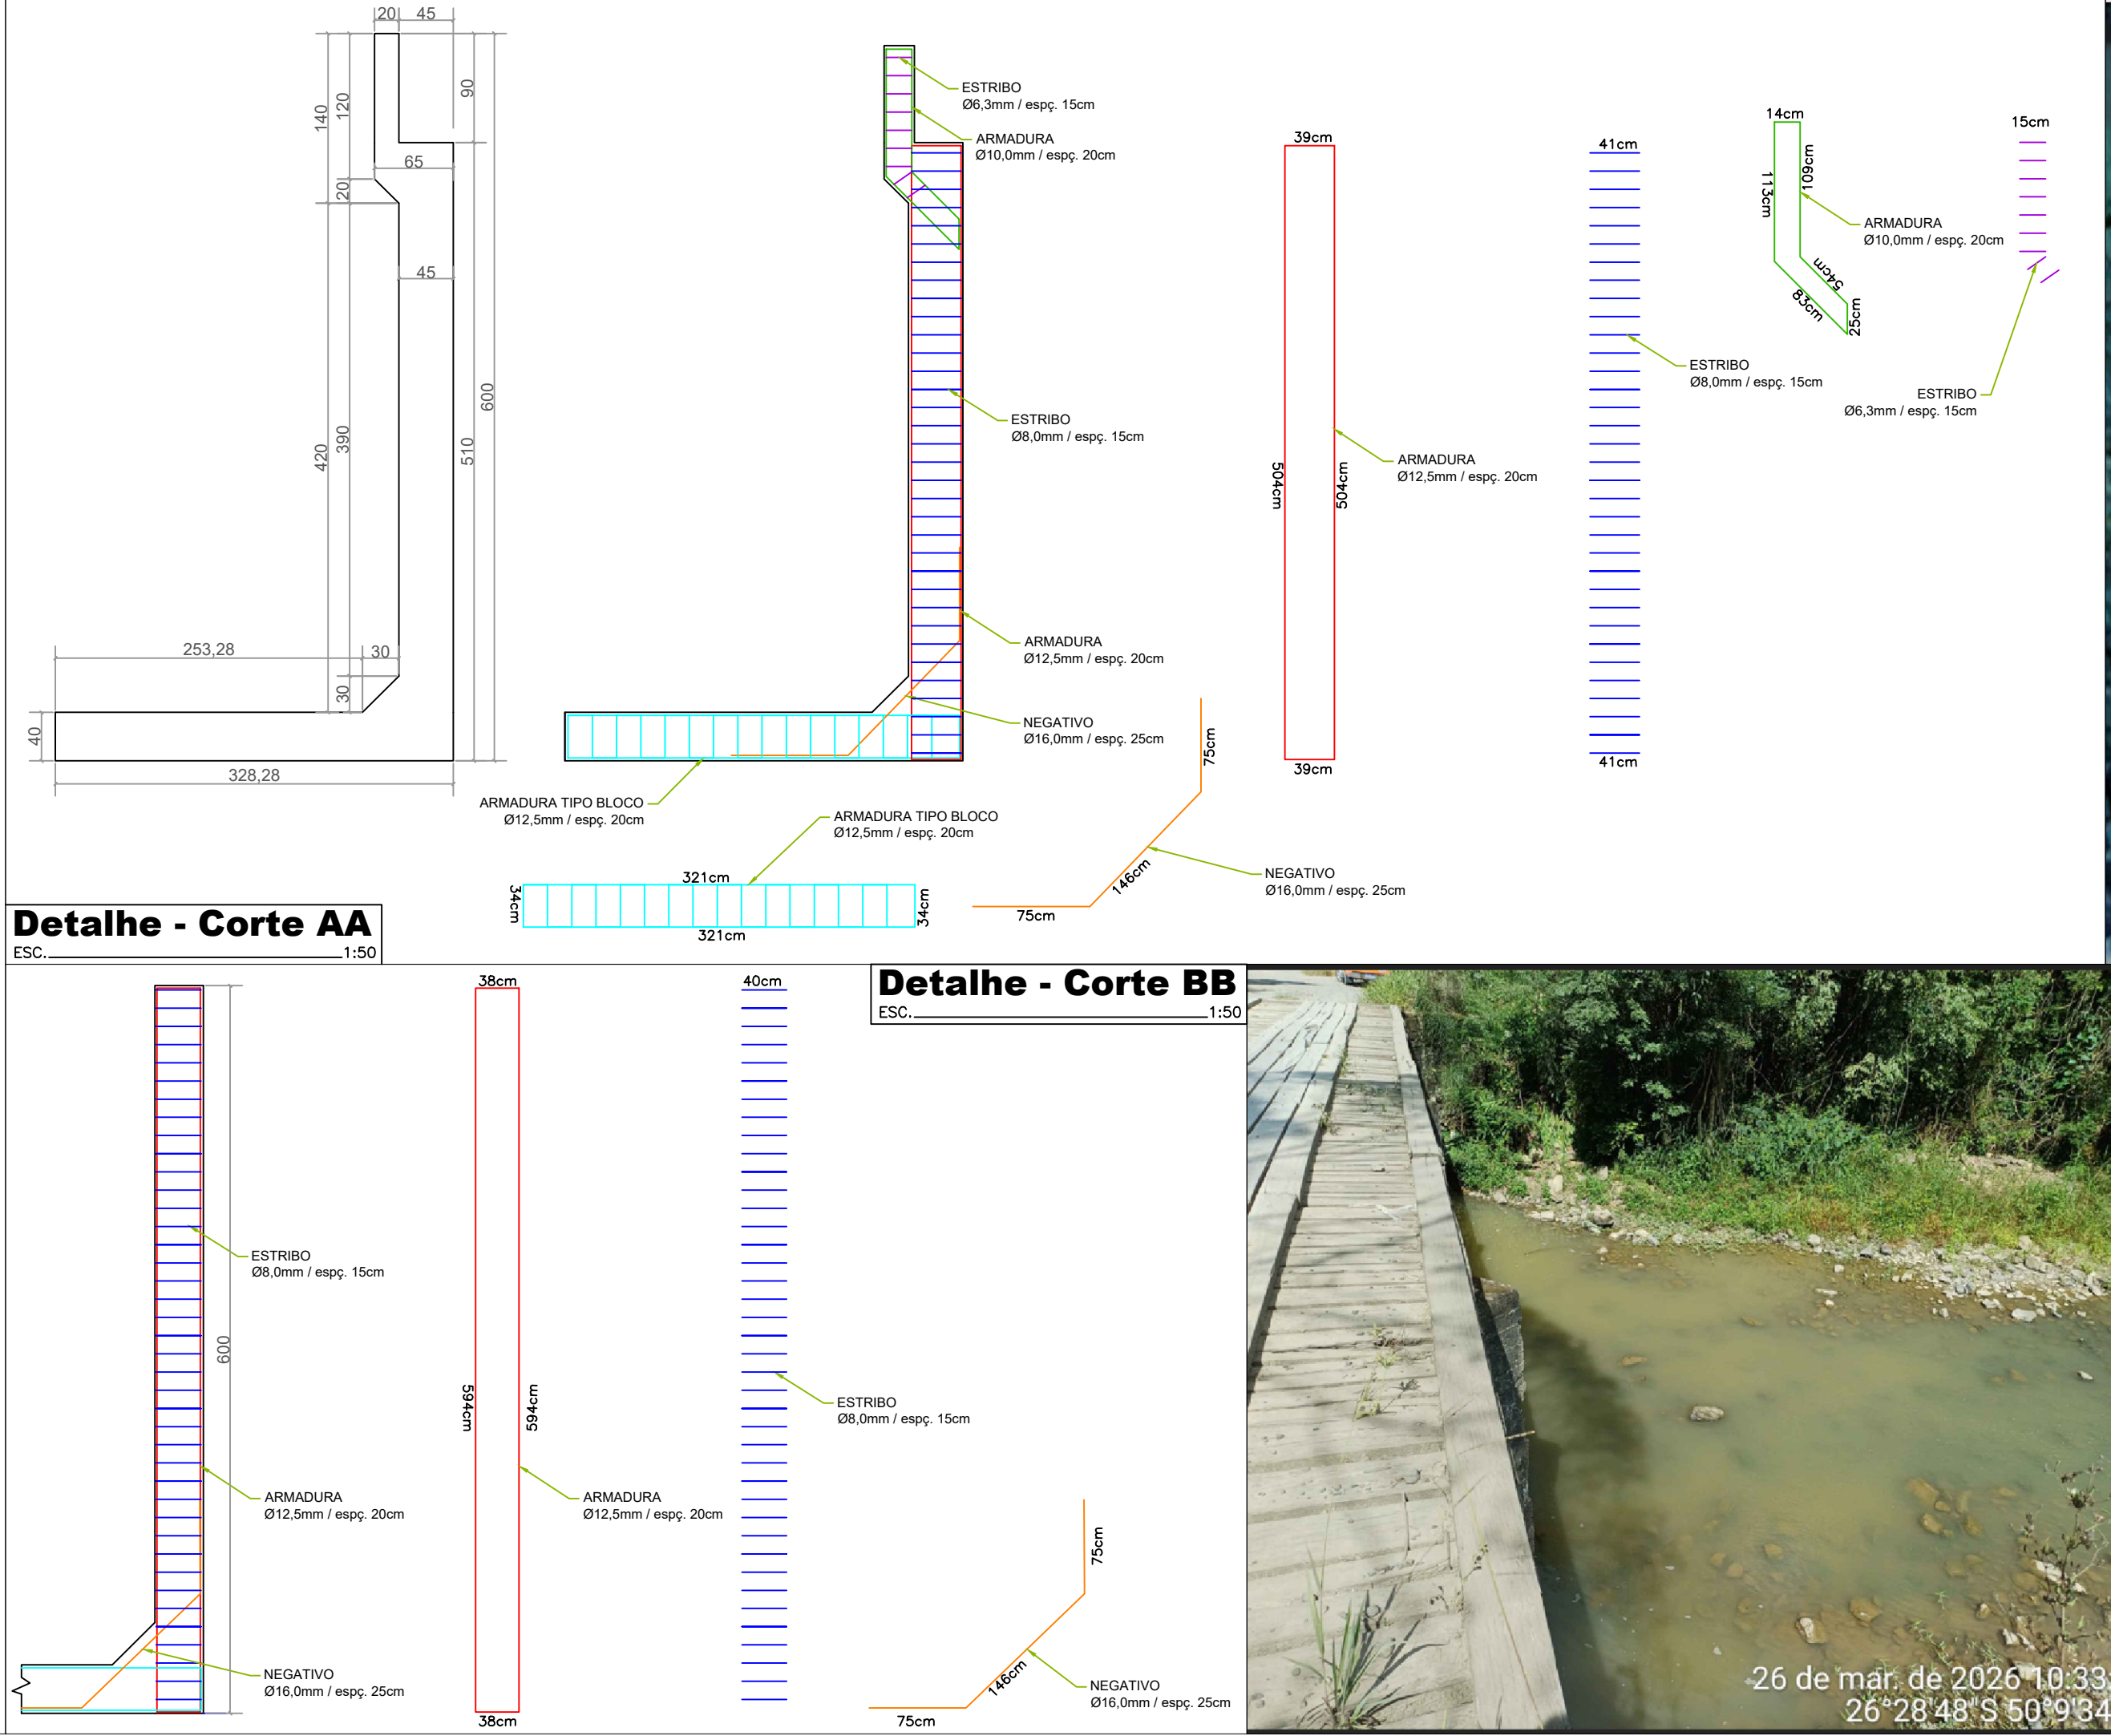 20
45
140
120
90
65
20
45
420
390
510
600
253,28
30
30
40
328,28
ESTRIBO
Ø6,3mm / espç. 15cm
ARMADURA
Ø10,0mm / espç. 20cm
ESTRIBO
Ø8,0mm / espç. 15cm
ARMADURA
Ø12,5mm / espç. 20cm
NEGATIVO
Ø16,0mm / espç. 25cm
ARMADURA TIPO BLOCO
Ø12,5mm / espç. 20cm
ARMADURA TIPO BLOCO
Ø12,5mm / espç. 20cm
321cm
34cm
34cm
321cm
75cm
146cm
75cm
NEGATIVO
Ø16,0mm / espç. 25cm
39cm
504cm
504cm
39cm
ARMADURA
Ø12,5mm / espç. 20cm
41cm
ESTRIBO
Ø8,0mm / espç. 15cm
41cm
14cm
113cm
109cm
54cm
83cm
25cm
ARMADURA
Ø10,0mm / espç. 20cm
15cm
ESTRIBO
Ø6,3mm / espç. 15cm
Detalhe - Corte AA
ESC. 1:50
Detalhe - Corte BB
ESC. 1:50
600
ESTRIBO
Ø8,0mm / espç. 15cm
ARMADURA
Ø12,5mm / espç. 20cm
NEGATIVO
Ø16,0mm / espç. 25cm
38cm
594cm
594cm
38cm
ARMADURA
Ø12,5mm / espç. 20cm
40cm
ESTRIBO
Ø8,0mm / espç. 15cm
75cm
146cm
75cm
NEGATIVO
Ø16,0mm / espç. 25cm
26 de mar. de 2026 10:33
26°28'48"S 50°9'34